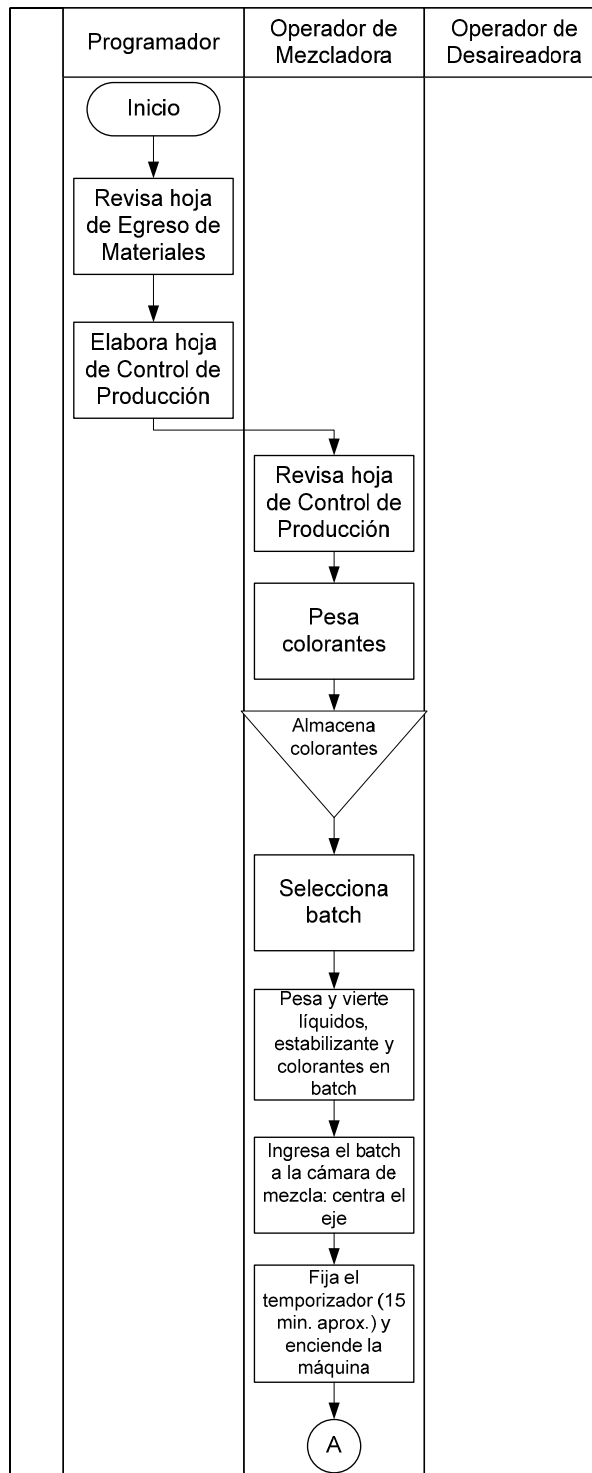 Programador
Operador de
Mezcladora
Operador de
Desaireadora
Inicio
Revisa hoja
de Egreso de
Materiales
Elabora hoja
de Control de
Producción
Revisa hoja
de Control de
Producción
Pesa
colorantes
Almacena
colorantes
Selecciona
batch
Pesa y vierte
líquidos,
estabilizante y
colorantes en
batch
Ingresa el batch
a la cámara de
mezcla: centra el
eje
Fija el
temporizador (15
min. aprox.) y
enciende la
máquina
A